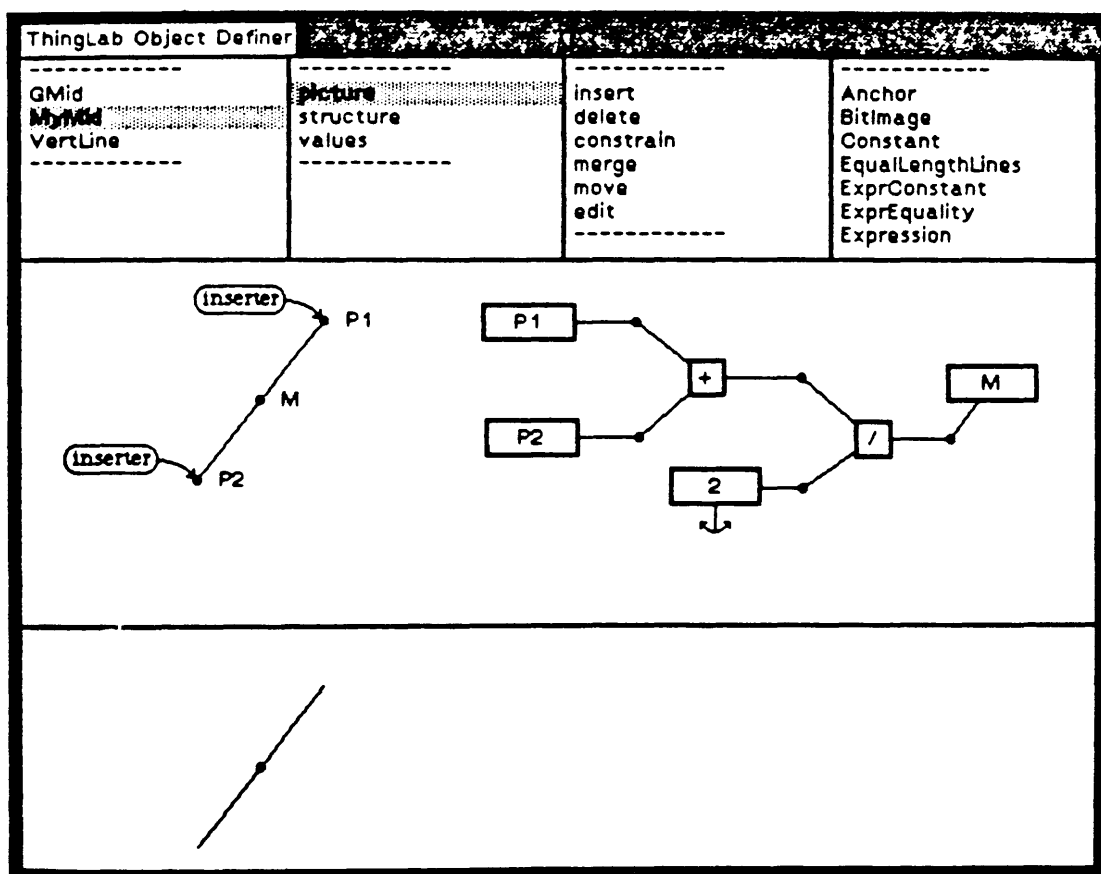 ThingLab Object Definer
GMid
MyMid
VertLine
picture
structure
values
insert
delete
constrain
merge
move
edit
Anchor
BitImage
Constant
EqualLengthLines
ExprConstant
ExprEquality
Expression
inserter
P1
M
inserter
P2
P1
+
M
P2
/
2